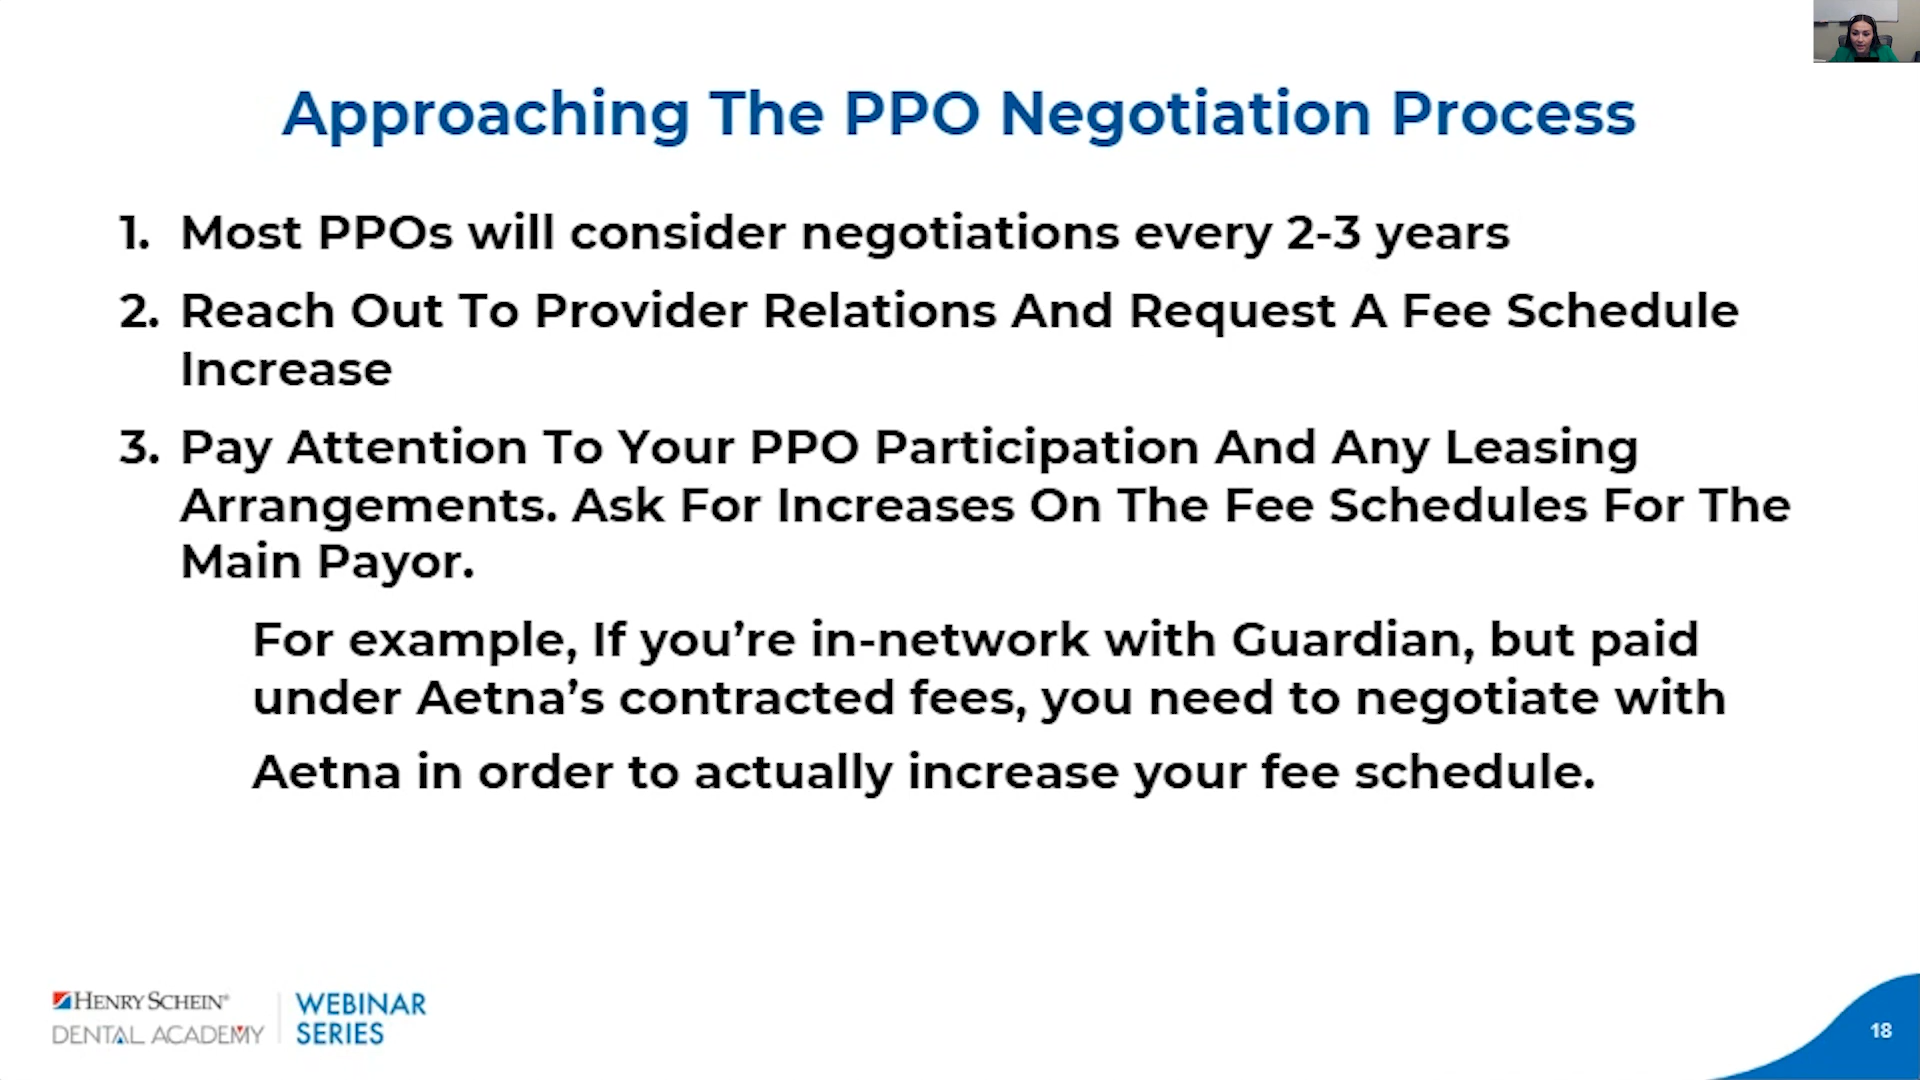 Approaching The PPO Negotiation Process
1. Most PPOs will consider negotiations every 2-3 years
2. Reach Out To Provider Relations And Request A Fee Schedule
Increase
3. Pay Attention To Your PPO Participation And Any Leasing
Arrangements. Ask For Increases On The Fee Schedules For The
Main Payor.
For example, If you’re in-network with Guardian, but paid
under Aetna’s contracted fees, you need to negotiate with
Aetna in order to actually increase your fee schedule.
HENRY SCHEIN®
DENTAL ACADEMY
WEBINAR
SERIES
18